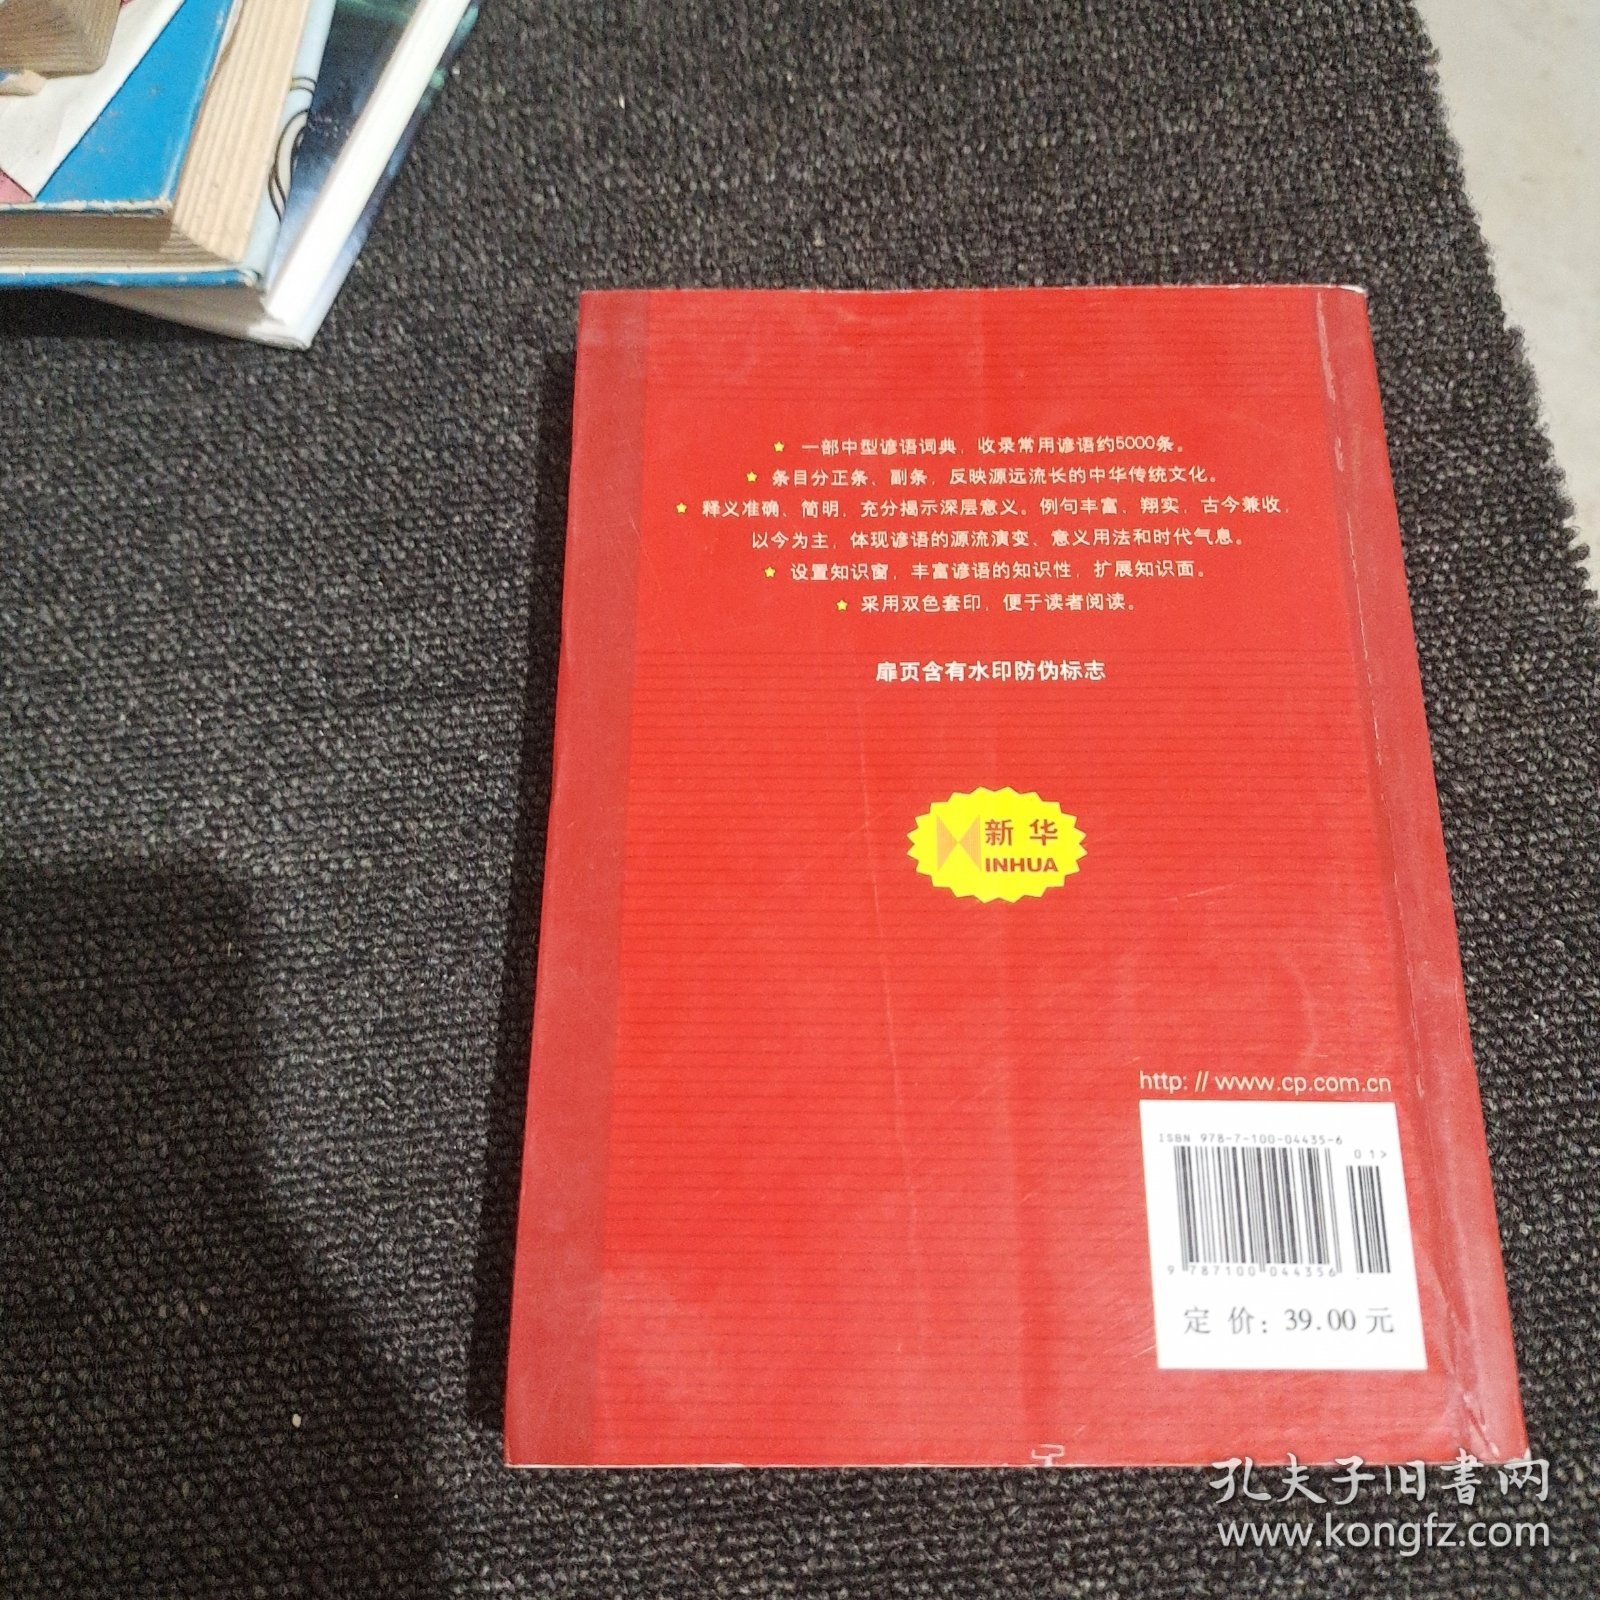 一部中型谚语词典，收录常用谚语约5000条。
条目分正条、副条，反映源远流长的中华传统文化。
释义准确、简明，充分揭示深层意义。例句丰富、翔实，古今兼收，
以今为主，体现谚语的源流演变、意义用法和时代气息。
设置知识窗，丰富谚语的知识性，扩展知识面。
采用双色套印，便于读者阅读。
扉页含有水印防伪标志
新华
INHUA
http: // www.cp.com.cn
ISBN 978-7-100-04435-6
01>
9 787100 044356
定 价: 39.00 元
孔夫子旧書网
www.kongfz.com